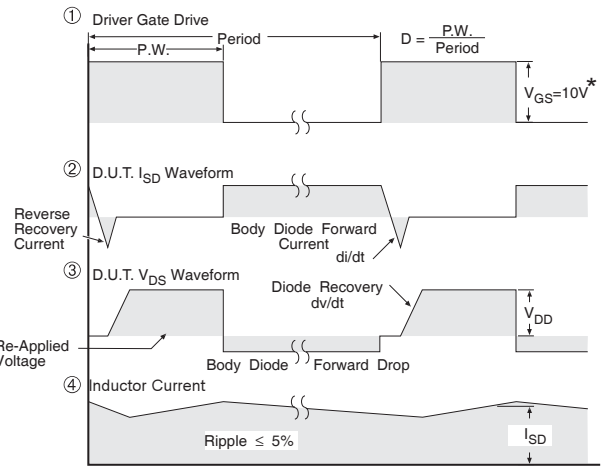 ① Driver Gate Drive
Period
P.W.
D = P.W. / Period
V_GS=10V*
② D.U.T. I_SD Waveform
Reverse
Recovery
Current
Body Diode Forward
Current
di/dt
③ D.U.T. V_DS Waveform
Diode Recovery
dv/dt
V_DD
Re-Applied
Voltage
Body Diode Forward Drop
④ Inductor Current
Ripple ≤ 5%
I_SD